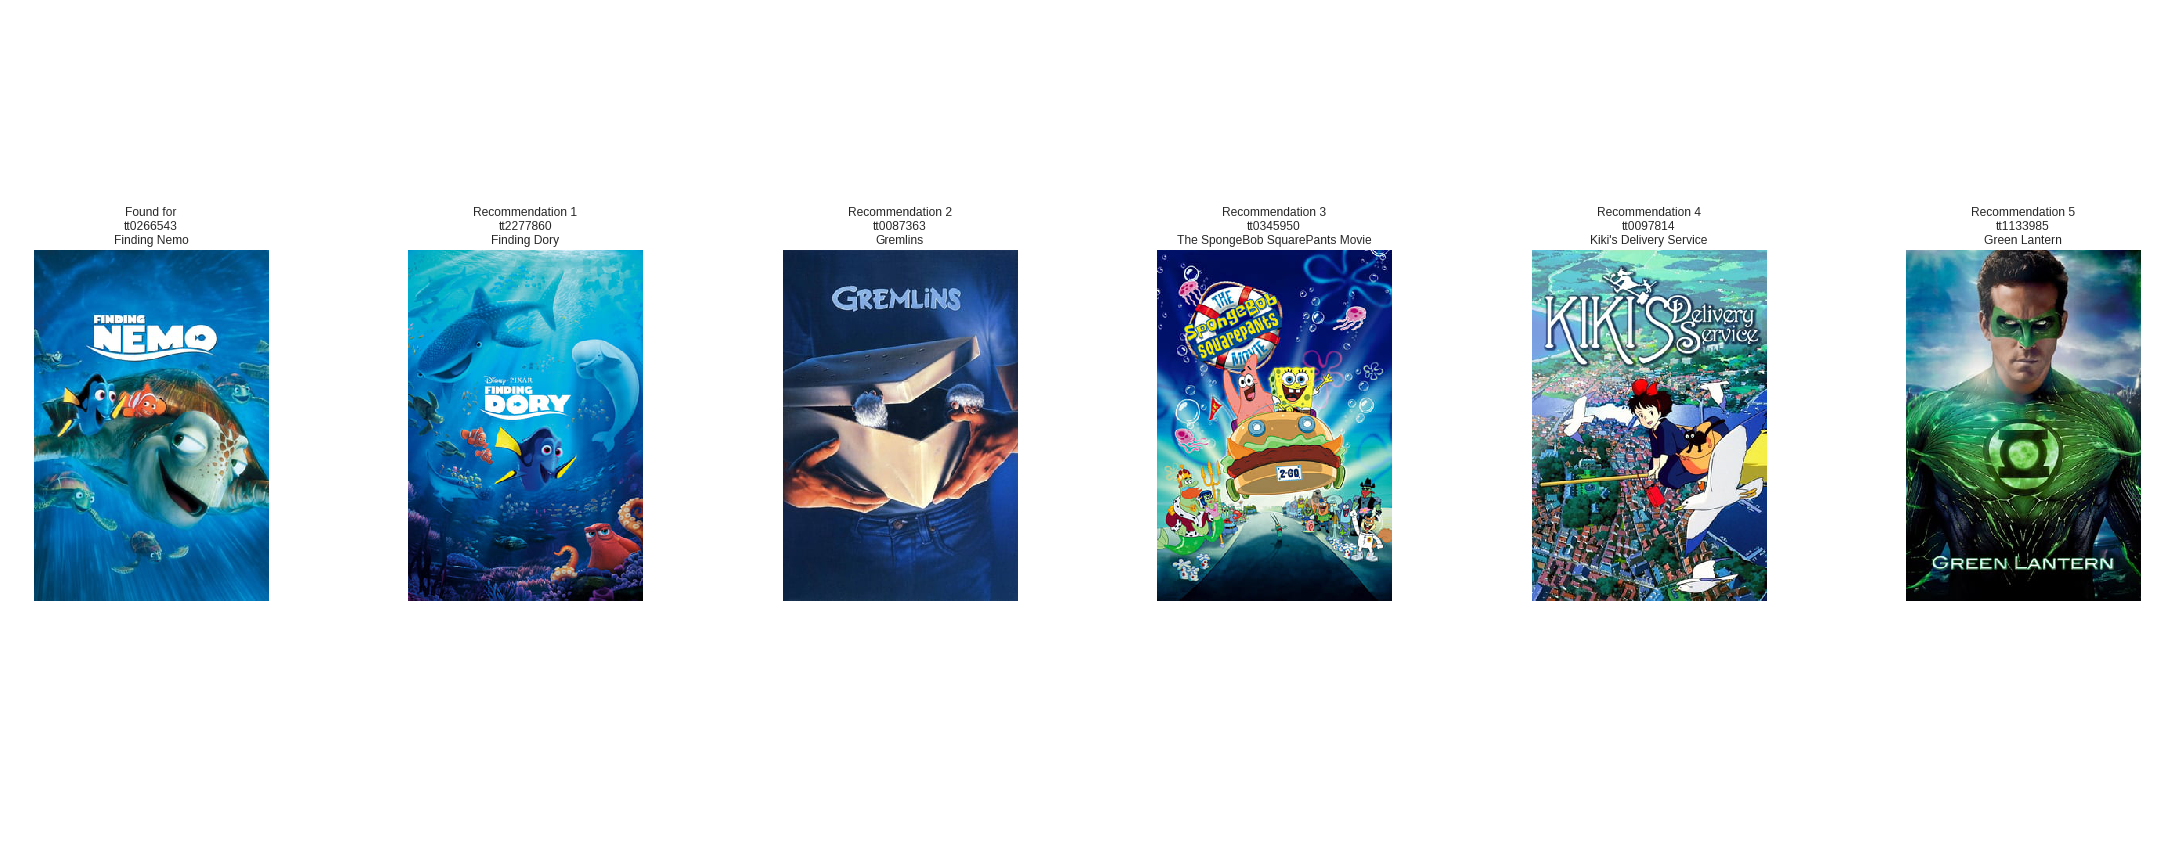 Found for
tt0266543
Finding Nemo
FINDING
NEMO
Recommendation 1
tt2277860
Finding Dory
Disney PIXAR
FINDING
DORY
Recommendation 2
tt0087363
Gremlins
GREMLiNS
Recommendation 3
tt0345950
The SpongeBob SquarePants Movie
THE
SpongeBob
SQUAREPANTS
MOVIE
2-GO
Recommendation 4
tt0097814
Kiki's Delivery Service
KIKI'S Delivery
Service
Recommendation 5
tt1133985
Green Lantern
GREEN LANTERN